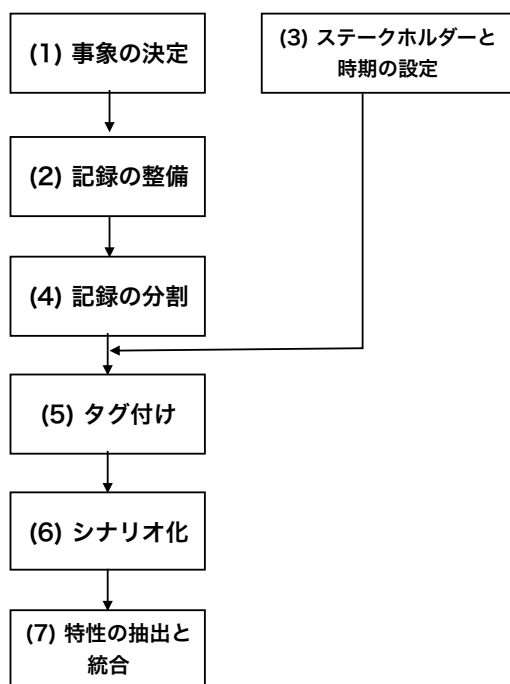 (1) 事象の決定
(3) ステークホルダーと
時期の設定
(2) 記録の整備
(4) 記録の分割
(5) タグ付け
(6) シナリオ化
(7) 特性の抽出と
統合